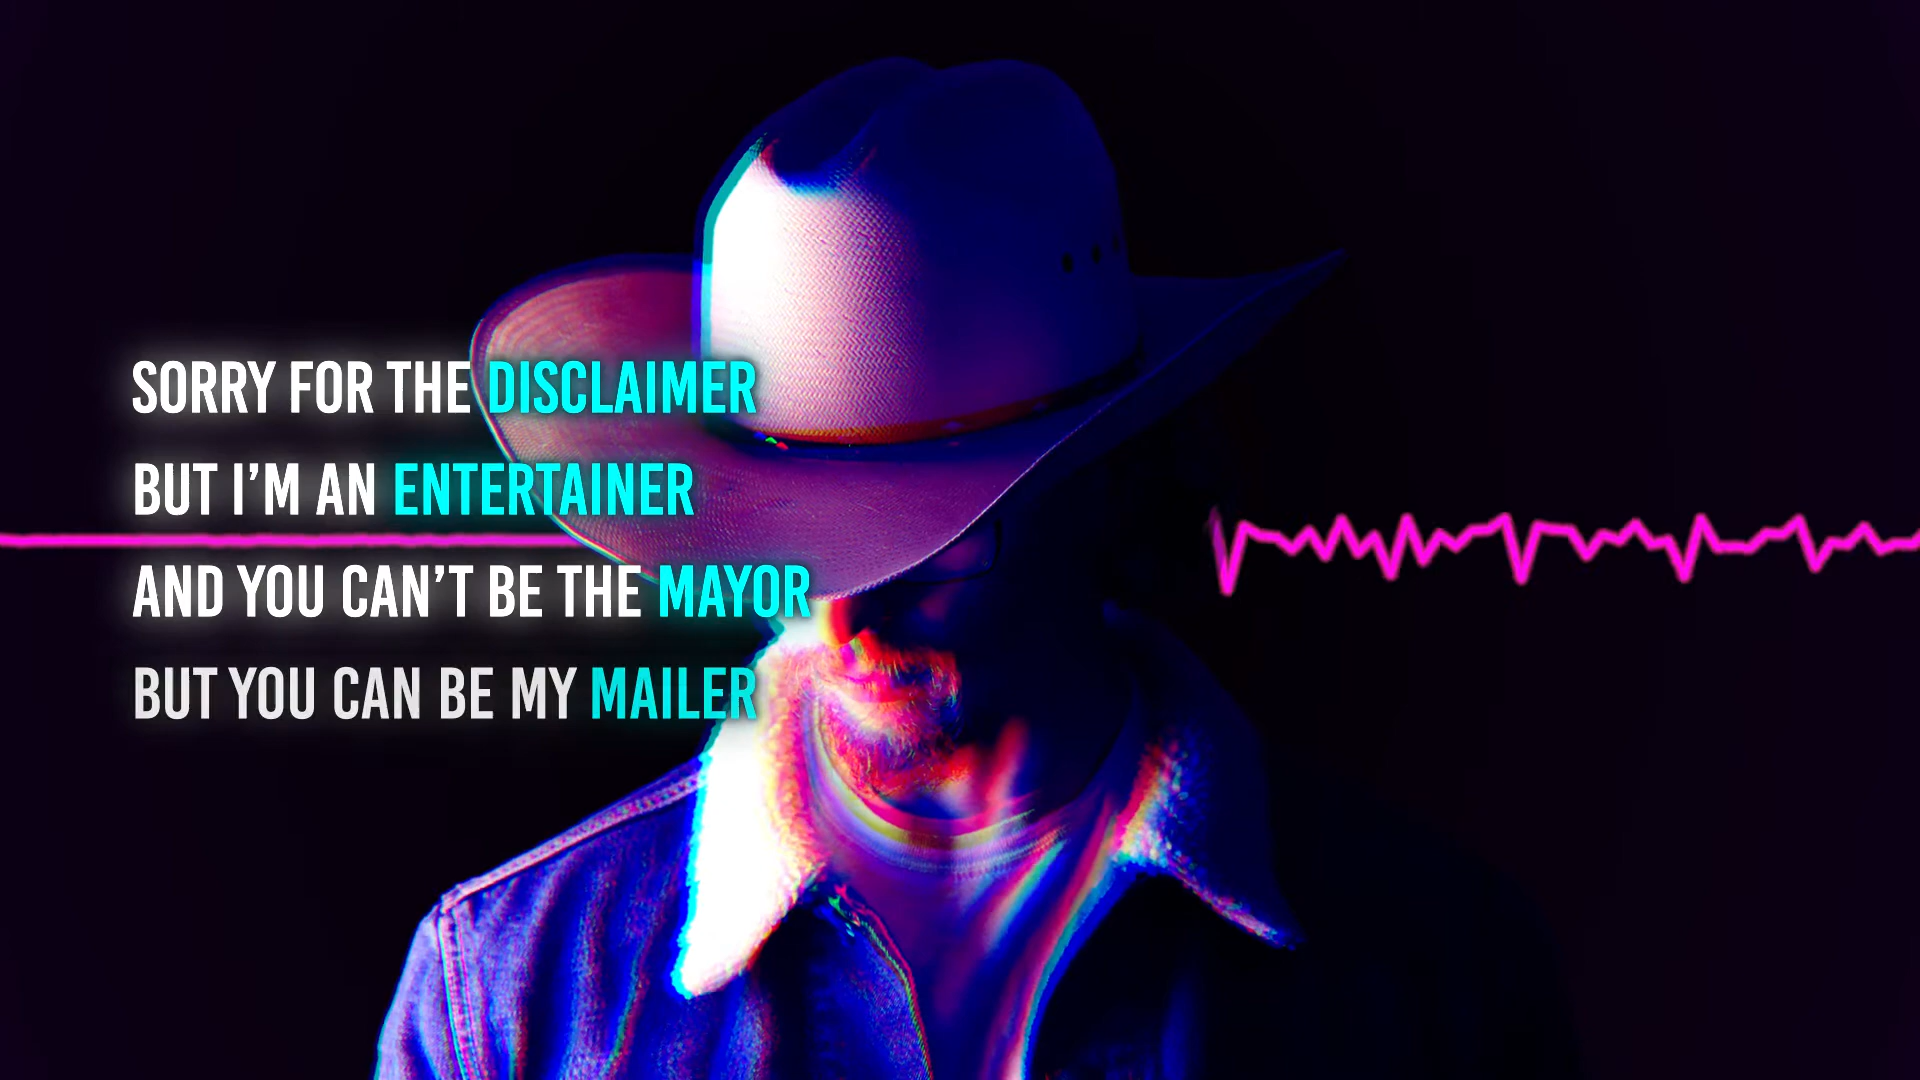 SORRY FOR THE DISCLAIMER
BUT I’M AN ENTERTAINER
AND YOU CAN’T BE THE MAYOR
BUT YOU CAN BE MY MAILER